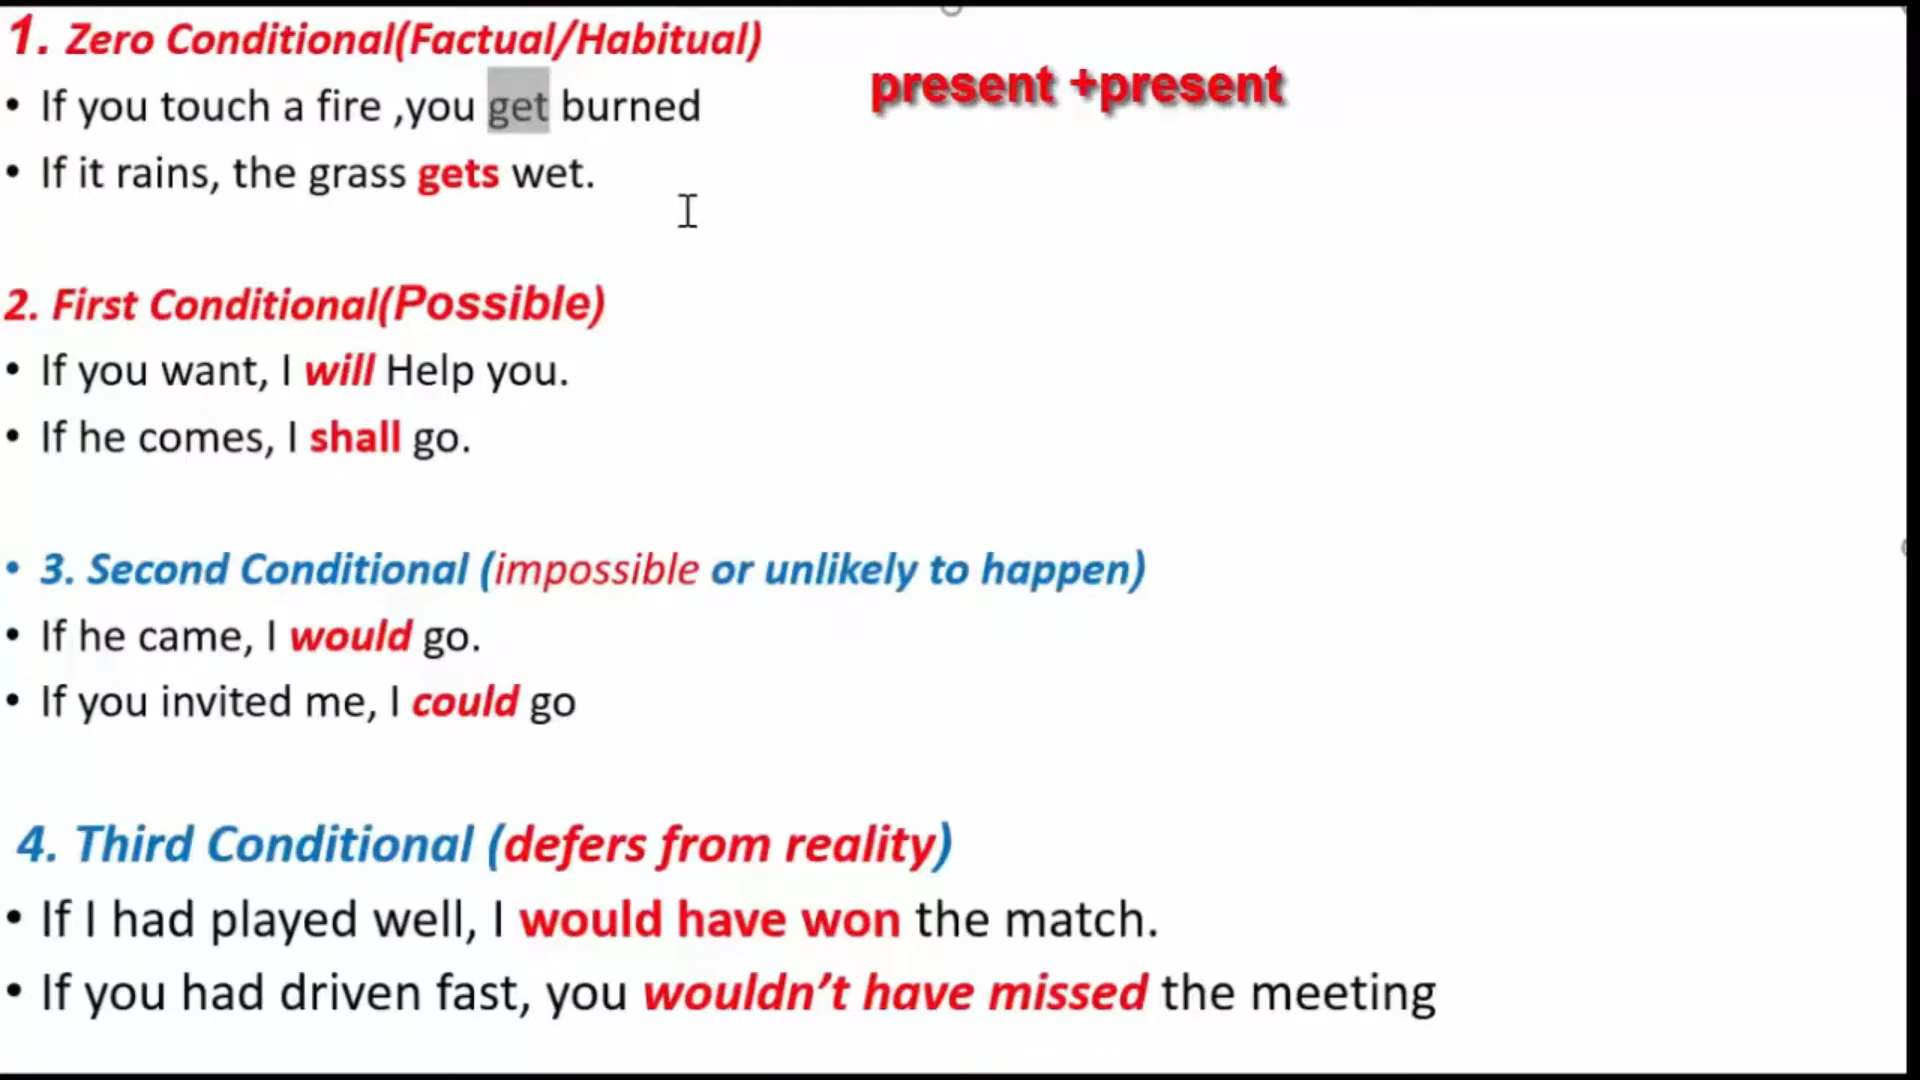 1. Zero Conditional(Factual/Habitual)
present +present
• If you touch a fire ,you get burned
• If it rains, the grass gets wet.
2. First Conditional(Possible)
• If you want, I will Help you.
• If he comes, I shall go.
• 3. Second Conditional (impossible or unlikely to happen)
• If he came, I would go.
• If you invited me, I could go
4. Third Conditional (defers from reality)
• If I had played well, I would have won the match.
• If you had driven fast, you wouldn’t have missed the meeting